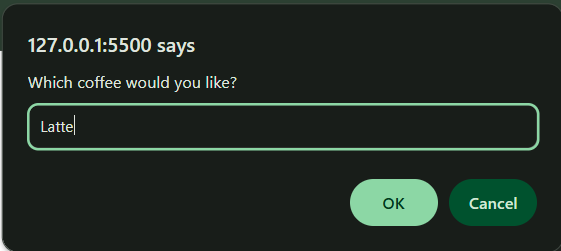 127.0.0.1:5500 says
Which coffee would you like?
Latte
OK Cancel